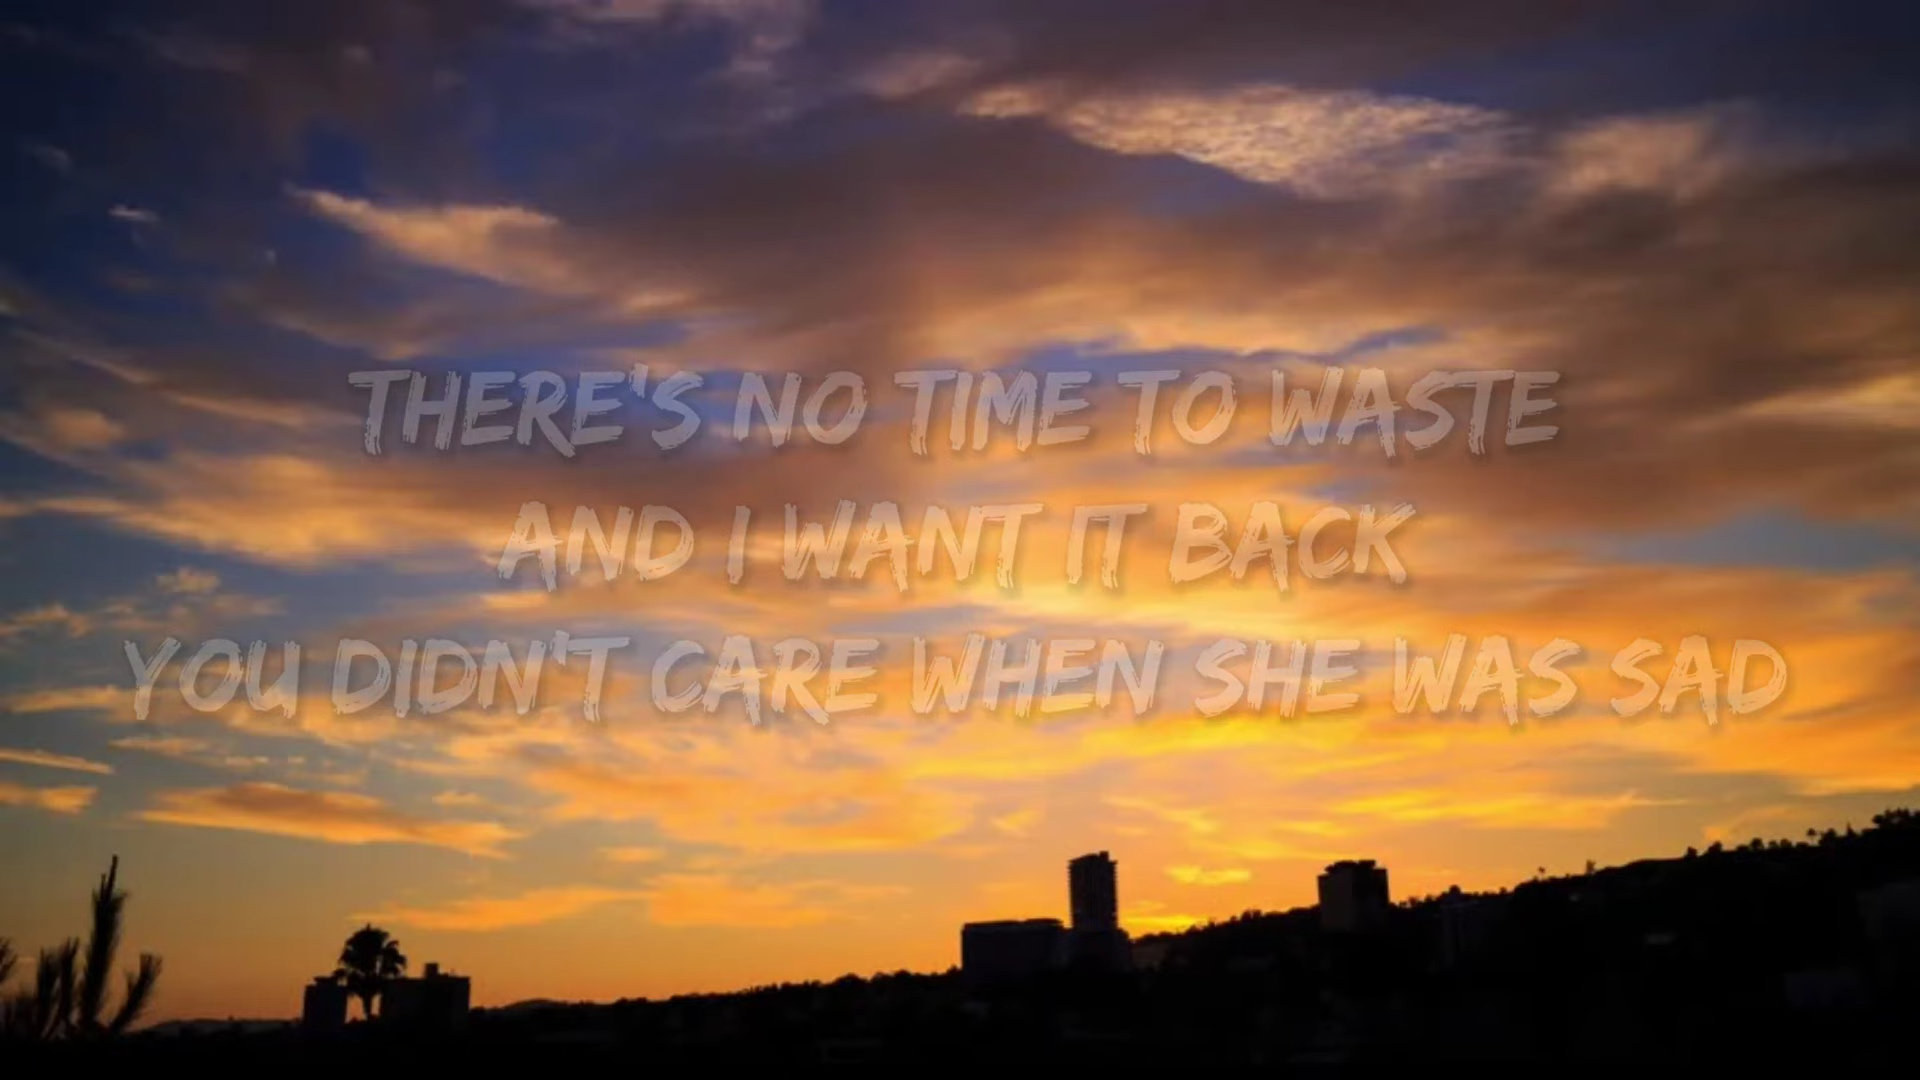 THERE'S NO TIME TO WASTE
AND I WANT IT BACK
YOU DIDN'T CARE WHEN SHE WAS SAD